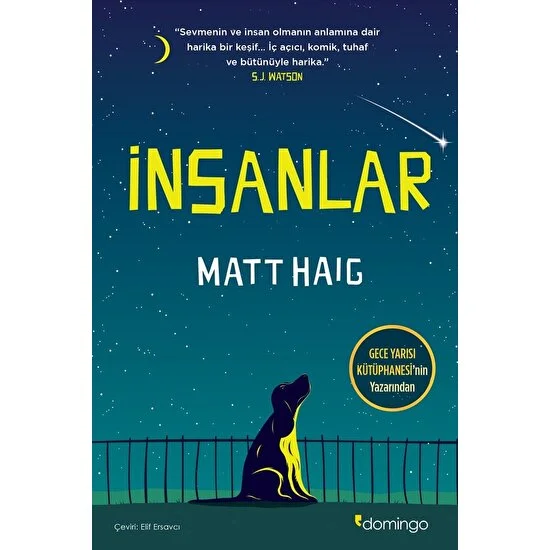 “Sevmenin ve insan olmanın anlamına dair
harika bir keşif... İç açıcı, komik, tuhaf
ve bütünüyle harika.”
S.J. WATSON
İNSANLAR
MATT HAIG
GECE YARISI
KÜTÜPHANESİ’nin
Yazarından
Çeviri: Elif Ersavcı
domingo